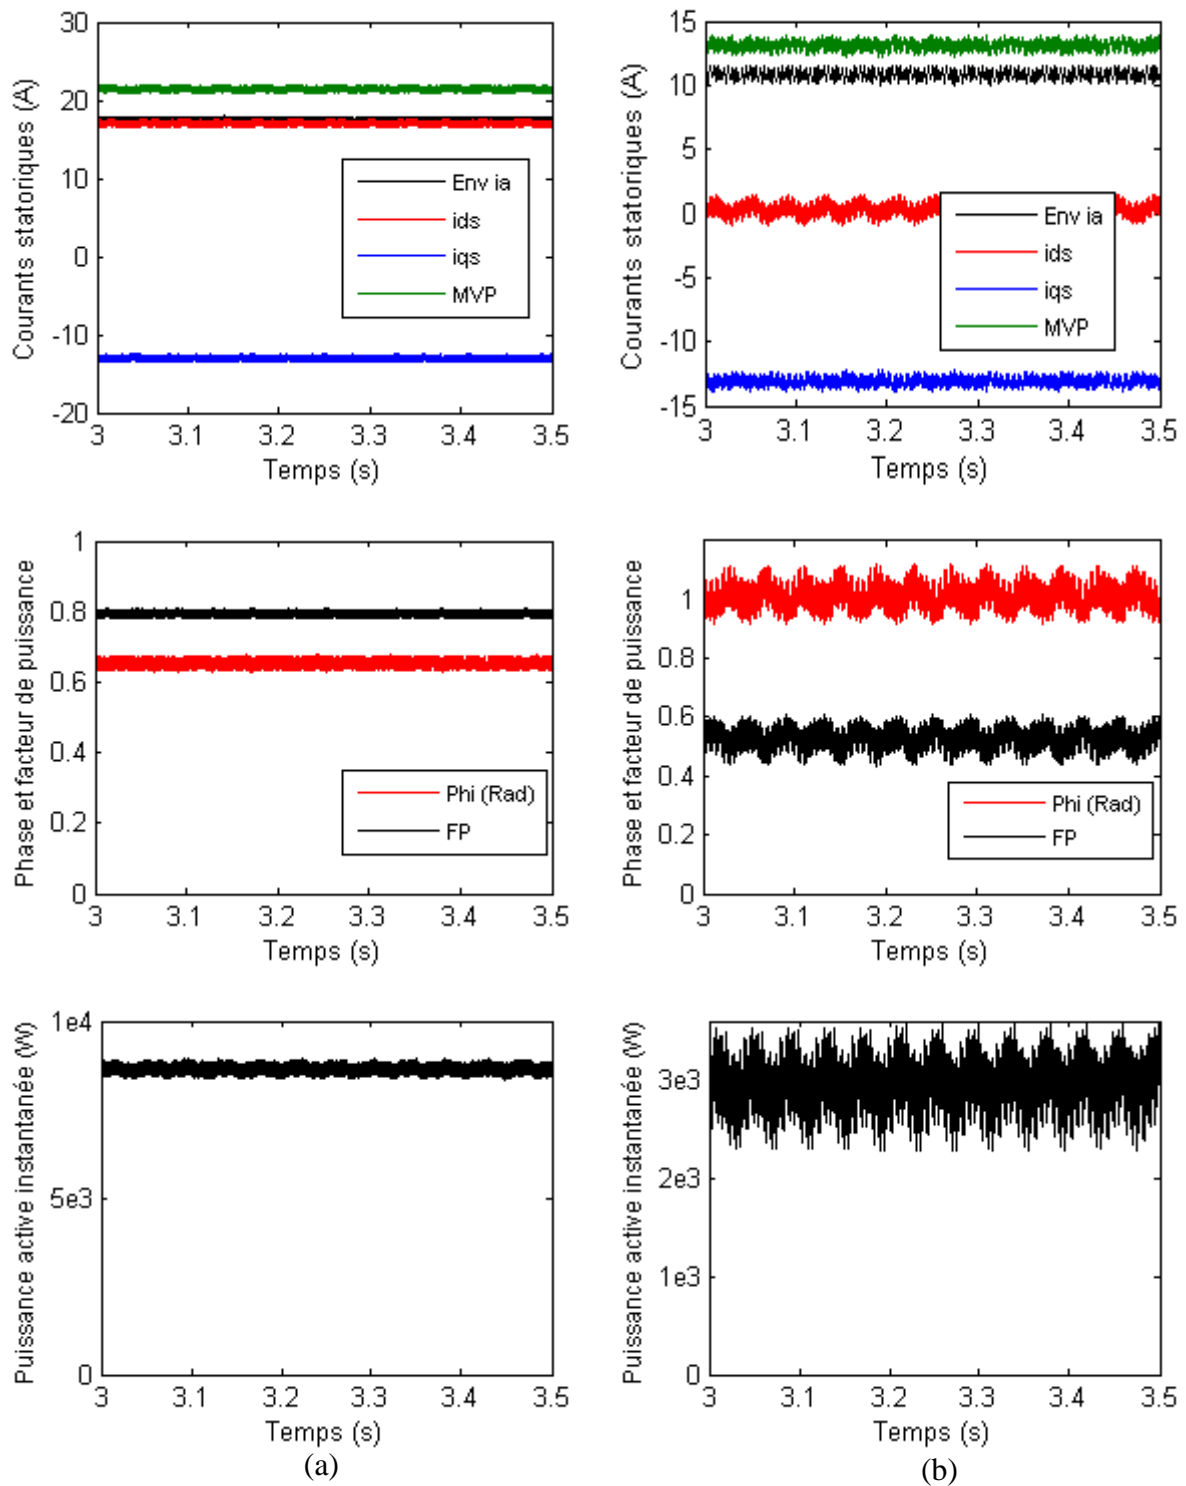 Courants statoriques (A)
30
20
10
0
-10
-20
3
3.1
3.2
3.3
3.4
3.5
Temps (s)
Env ia
ids
iqs
MVP
Courants statoriques (A)
15
10
5
0
-5
-10
-15
3
3.1
3.2
3.3
3.4
3.5
Temps (s)
Env ia
ids
iqs
MVP
Phase et facteur de puissance
1
0.8
0.6
0.4
0.2
0
3
3.1
3.2
3.3
3.4
3.5
Temps (s)
Phi (Rad)
FP
Phase et facteur de puissance
1
0.8
0.6
0.4
0.2
0
3
3.1
3.2
3.3
3.4
3.5
Temps (s)
Phi (Rad)
FP
Puissance active instantanée (W)
1e4
5e3
0
3
3.1
3.2
3.3
3.4
3.5
Temps (s)
(a)
Puissance active instantanée (W)
3e3
2e3
1e3
0
3
3.1
3.2
3.3
3.4
3.5
Temps (s)
(b)